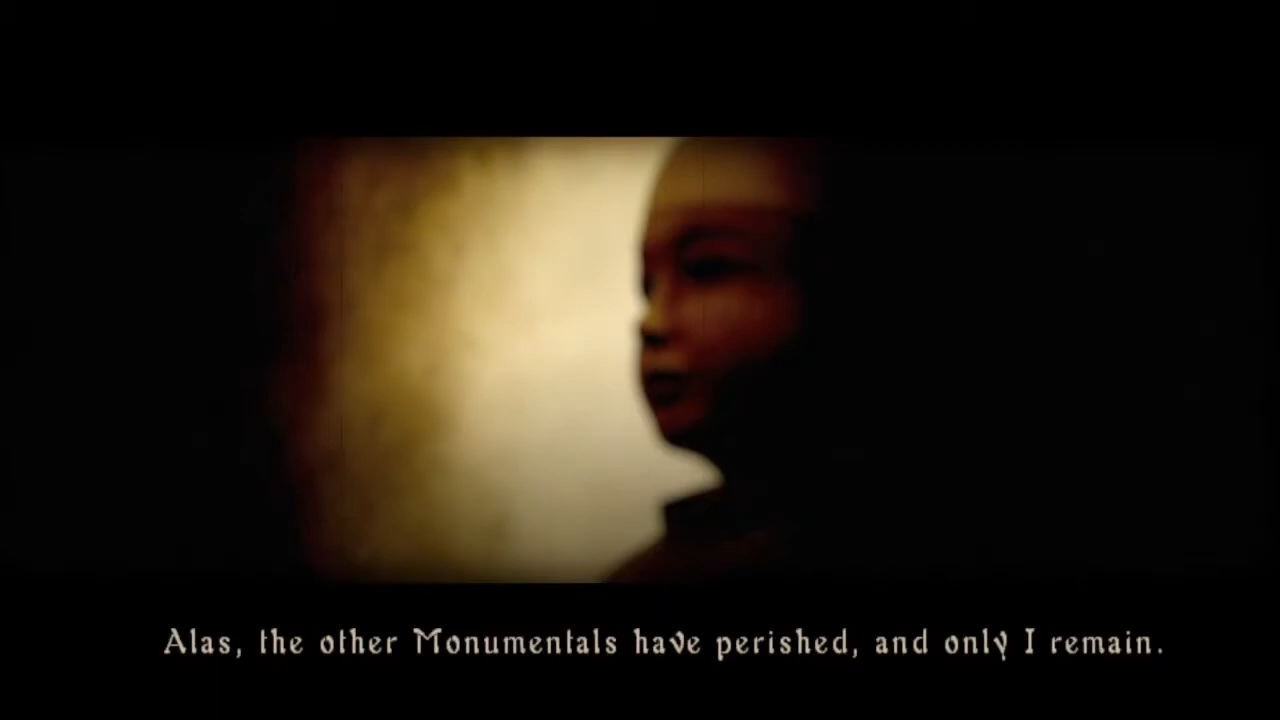 Alas, the other Monumentals have perished, and only I remain.